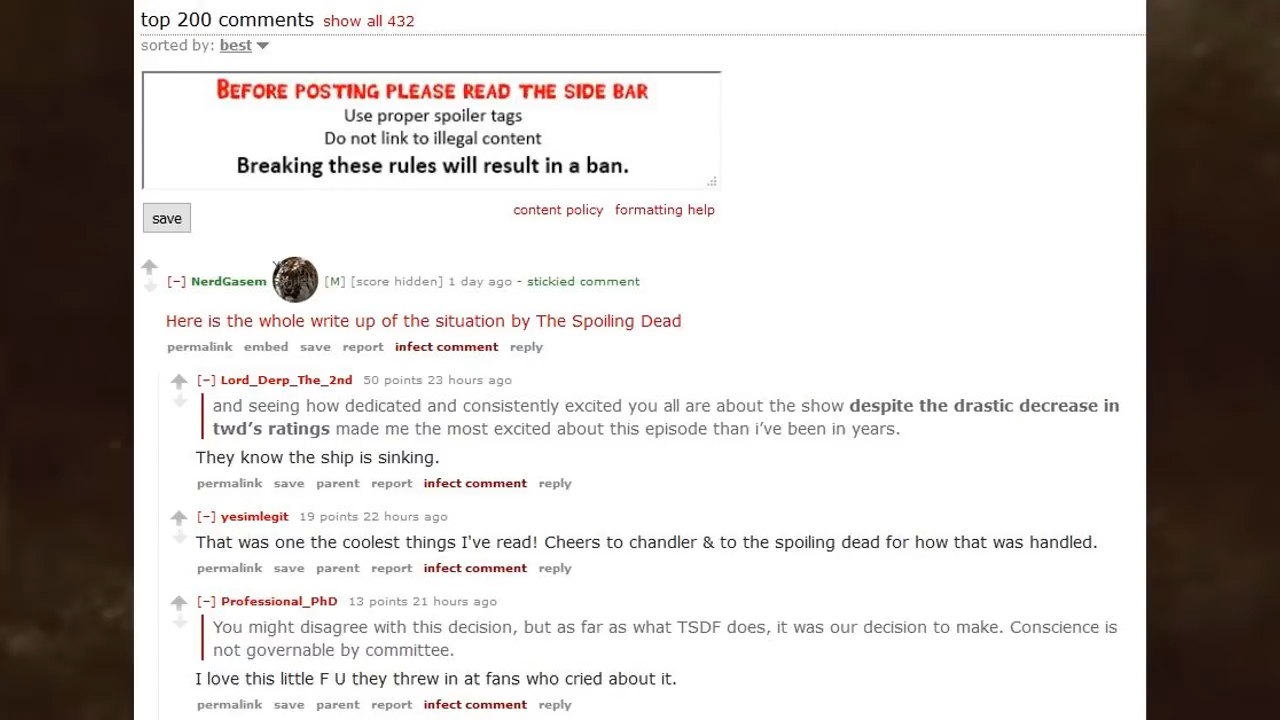 top 200 comments show all 432
sorted by: best
BEFORE POSTING PLEASE READ THE SIDE BAR
Use proper spoiler tags
Do not link to illegal content
Breaking these rules will result in a ban.
save content policy formatting help
[−] NerdGasem [M] [score hidden] 1 day ago - stickied comment
Here is the whole write up of the situation by The Spoiling Dead
permalink embed save report infect comment reply
[−] Lord_Derp_The_2nd 50 points 23 hours ago
and seeing how dedicated and consistently excited you all are about the show despite the drastic decrease in
twd’s ratings made me the most excited about this episode than i’ve been in years.
They know the ship is sinking.
permalink save parent report infect comment reply
[−] yesimlegit 19 points 22 hours ago
That was one the coolest things I've read! Cheers to chandler & to the spoiling dead for how that was handled.
permalink save parent report infect comment reply
[−] Professional_PhD 13 points 21 hours ago
You might disagree with this decision, but as far as what TSDF does, it was our decision to make. Conscience is
not governable by committee.
I love this little F U they threw in at fans who cried about it.
permalink save parent report infect comment reply